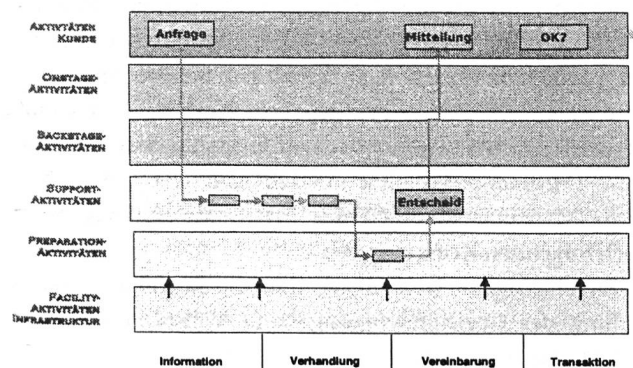 AKTIVITÄTEN
KUNDE
Anfrage
Mitteilung
OK?
ONSTAGE-
AKTIVITÄTEN
BACKSTAGE-
AKTIVITÄTEN
SUPPORT-
AKTIVITÄTEN
Entscheid
PREPARATION-
AKTIVITÄTEN
FACILITY-
AKTIVITÄTEN
INFRASTRUKTUR
Information
Verhandlung
Vereinbarung
Transaktion